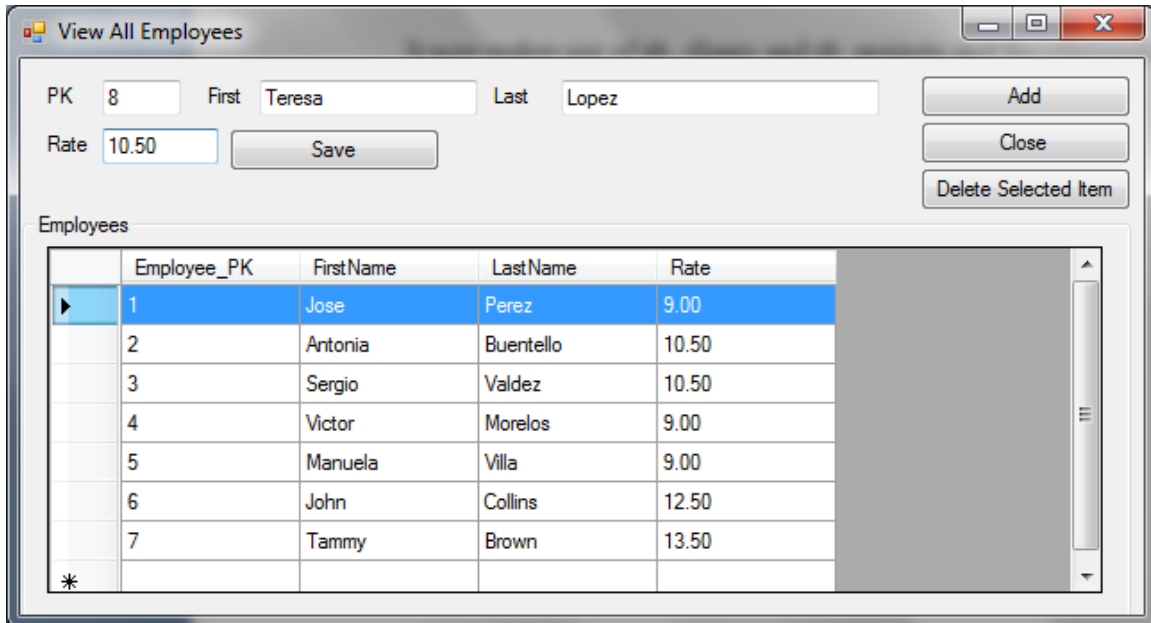 View All Employees
PK 8 First Teresa Last Lopez Add
Rate 10.50 Save Close
Delete Selected Item
Employees
Employee_PK FirstName LastName Rate
1 Jose Perez 9.00
2 Antonia Buentello 10.50
3 Sergio Valdez 10.50
4 Victor Morelos 9.00
5 Manuela Villa 9.00
6 John Collins 12.50
7 Tammy Brown 13.50